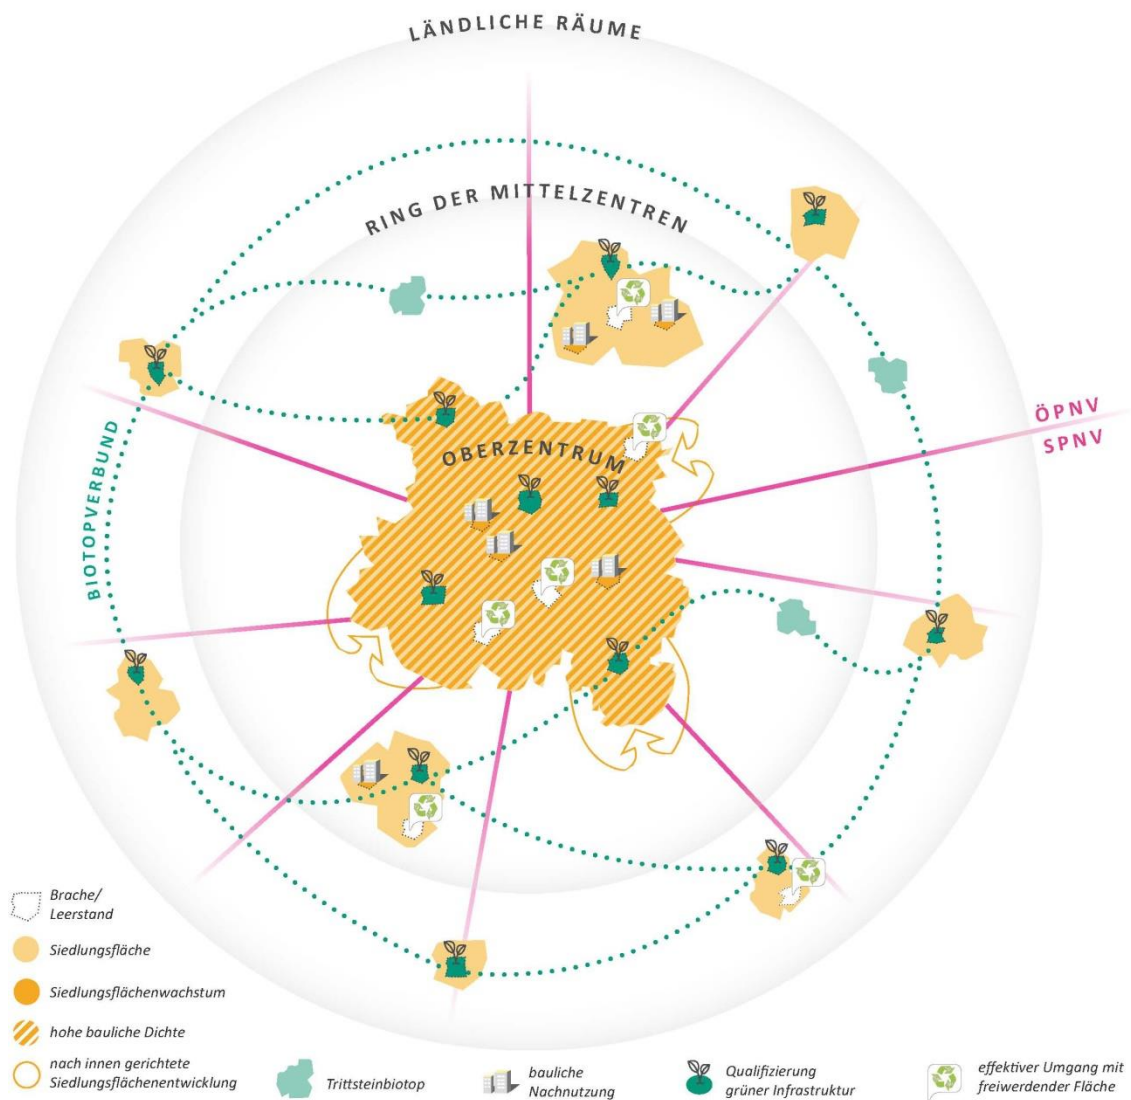 LÄNDLICHE RÄUME
RING DER MITTELZENTREN
ÖPNV
SPNV
OBERZENTRUM
BIOTOPVERBUND
Brache/
Leerstand
Siedlungsfläche
Siedlungsflächenwachstum
hohe bauliche Dichte
nach innen gerichtete
Siedlungsflächenentwicklung
Trittsteinbiotop
bauliche
Nachnutzung
Qualifizierung
grüner Infrastruktur
effektiver Umgang mit
freiwerdender Fläche